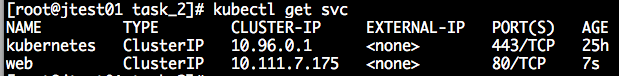 [root@jtest01 task_2]# kubectl get svc
NAME TYPE CLUSTER-IP EXTERNAL-IP PORT(S) AGE
kubernetes ClusterIP 10.96.0.1 <none> 443/TCP 25h
web ClusterIP 10.111.7.175 <none> 80/TCP 7s